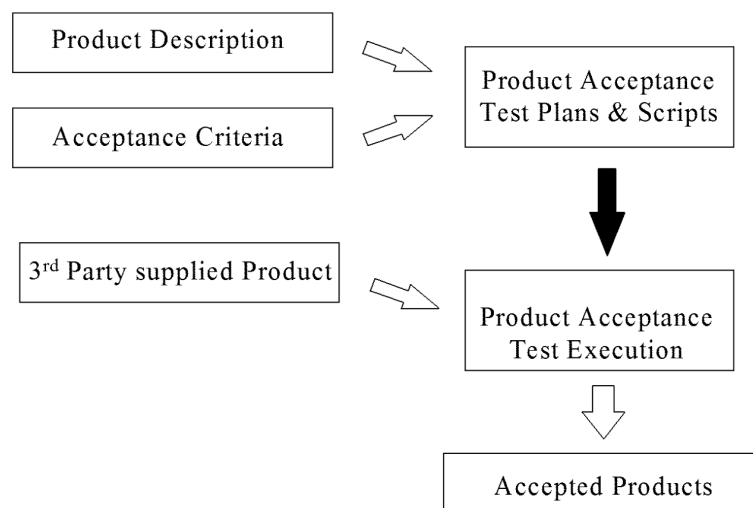 Product Description
Acceptance Criteria
Product Acceptance
Test Plans & Scripts
3rd Party supplied Product
Product Acceptance
Test Execution
Accepted Products